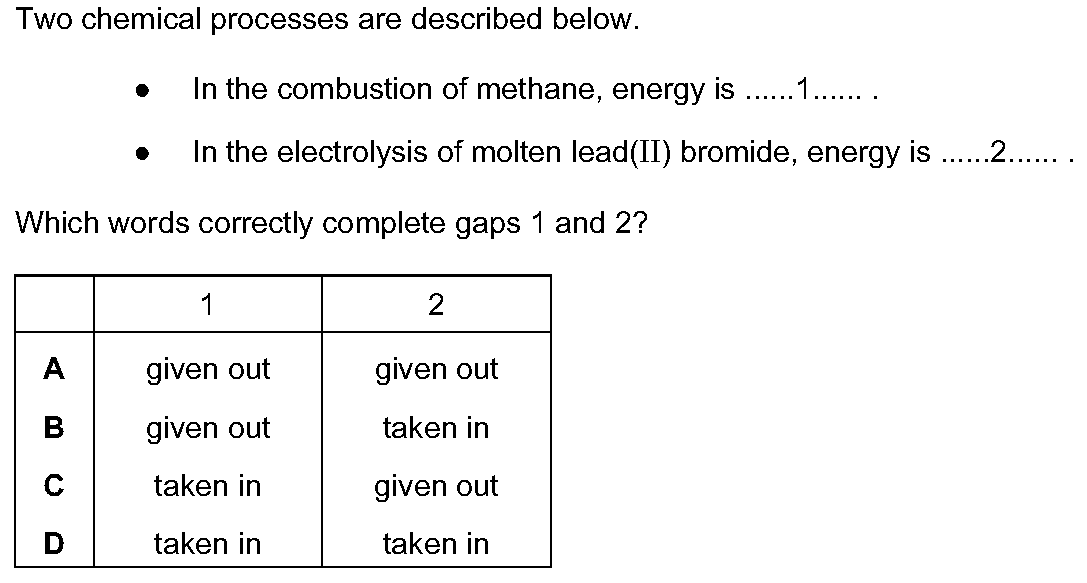 Two chemical processes are described below.
● In the combustion of methane, energy is ......1...... .
● In the electrolysis of molten lead(II) bromide, energy is ......2...... .
Which words correctly complete gaps 1 and 2?
1 2
A given out given out
B given out taken in
C taken in given out
D taken in taken in